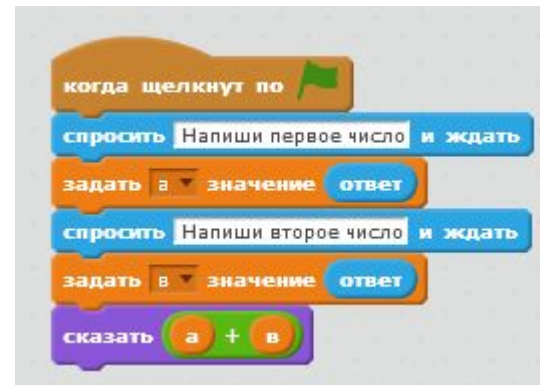 когда щелкнут по
спросить Напиши первое число и ждать
задать а значение ответ
спросить Напиши второе число и ждать
задать в значение ответ
сказать а + в